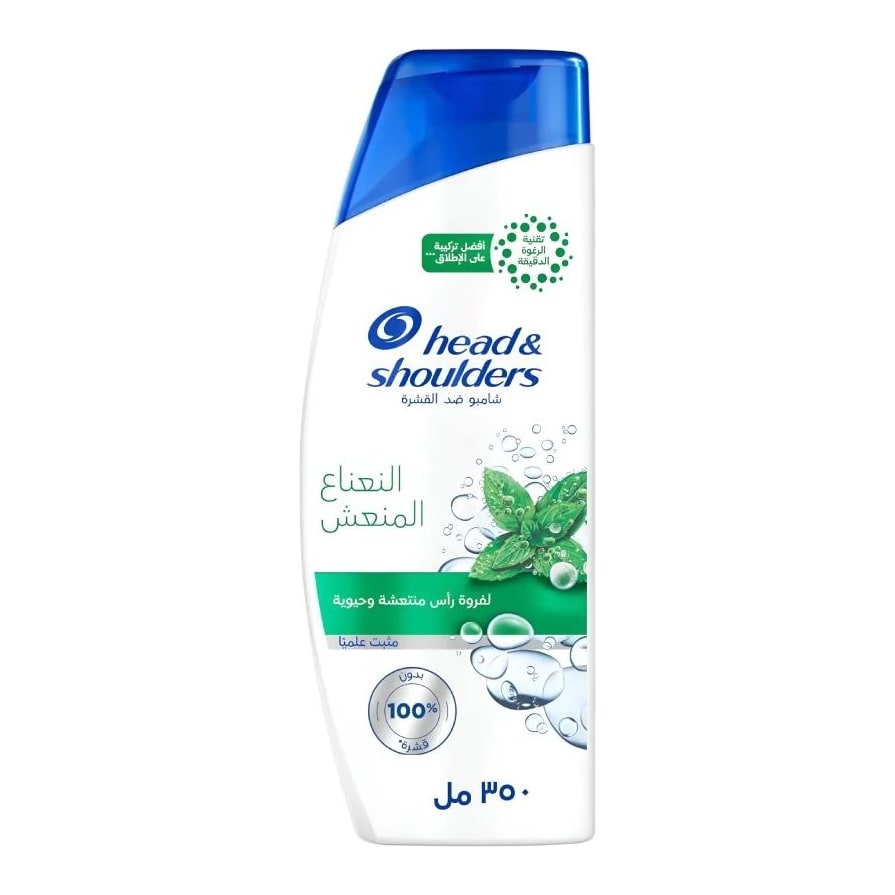 أفضل تركيبة
على الإطلاق***
تقنية
الرغوة
الدقيقة
head &
shoulders
شامبو ضد القشرة
النعناع
المنعش
لفروة رأس منتعشة وحيوية
مثبت علميًا
بدون
100%
قشرة*
٣٥٠ مل